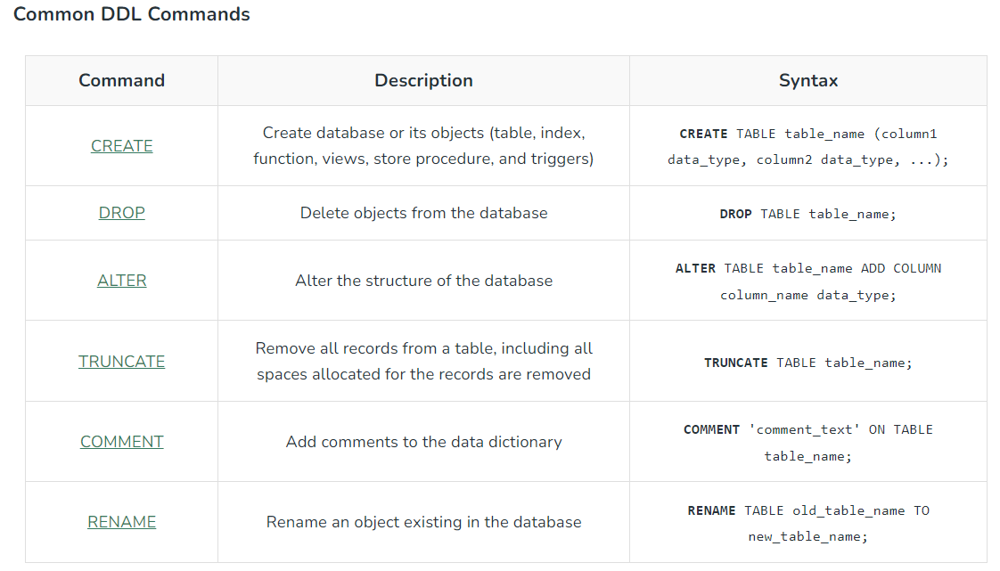 Common DDL Commands
Command Description Syntax
CREATE
Create database or its objects (table, index,
function, views, store procedure, and triggers)
CREATE TABLE table_name (column1
data_type, column2 data_type, ...);
DROP
Delete objects from the database
DROP TABLE table_name;
ALTER
Alter the structure of the database
ALTER TABLE table_name ADD COLUMN
column_name data_type;
TRUNCATE
Remove all records from a table, including all
spaces allocated for the records are removed
TRUNCATE TABLE table_name;
COMMENT
Add comments to the data dictionary
COMMENT 'comment_text' ON TABLE
table_name;
RENAME
Rename an object existing in the database
RENAME TABLE old_table_name TO
new_table_name;